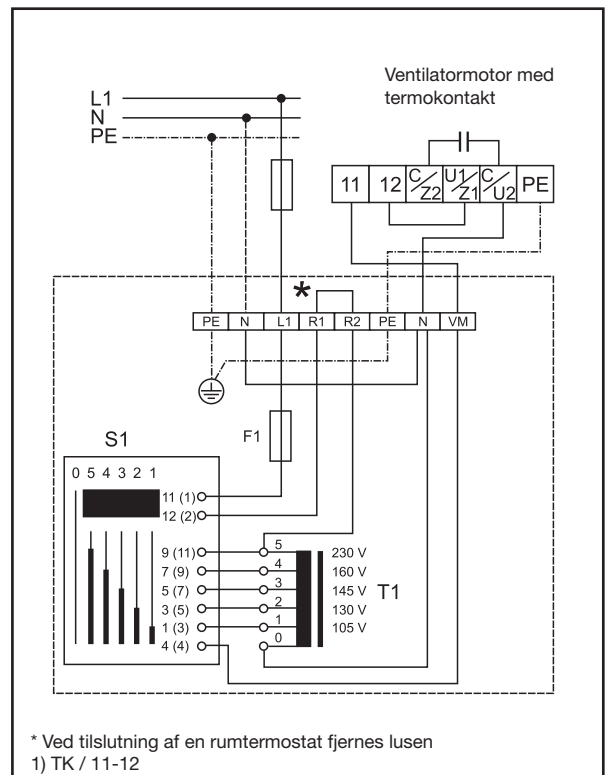 Ventilatormotor med
termokontakt
L1
N
PE
11 12 C/Z2 U1/Z1 C/U2 PE
*
PE N L1 R1 R2 PE N VM
F1
S1
0 5 4 3 2 1
11 (1)
12 (2)
9 (11) 5 230 V
7 (9) 4 160 V
5 (7) 3 145 V T1
3 (5) 2 130 V
1 (3) 1 105 V
4 (4) 0
* Ved tilslutning af en rumtermostat fjernes lusen
1) TK / 11-12